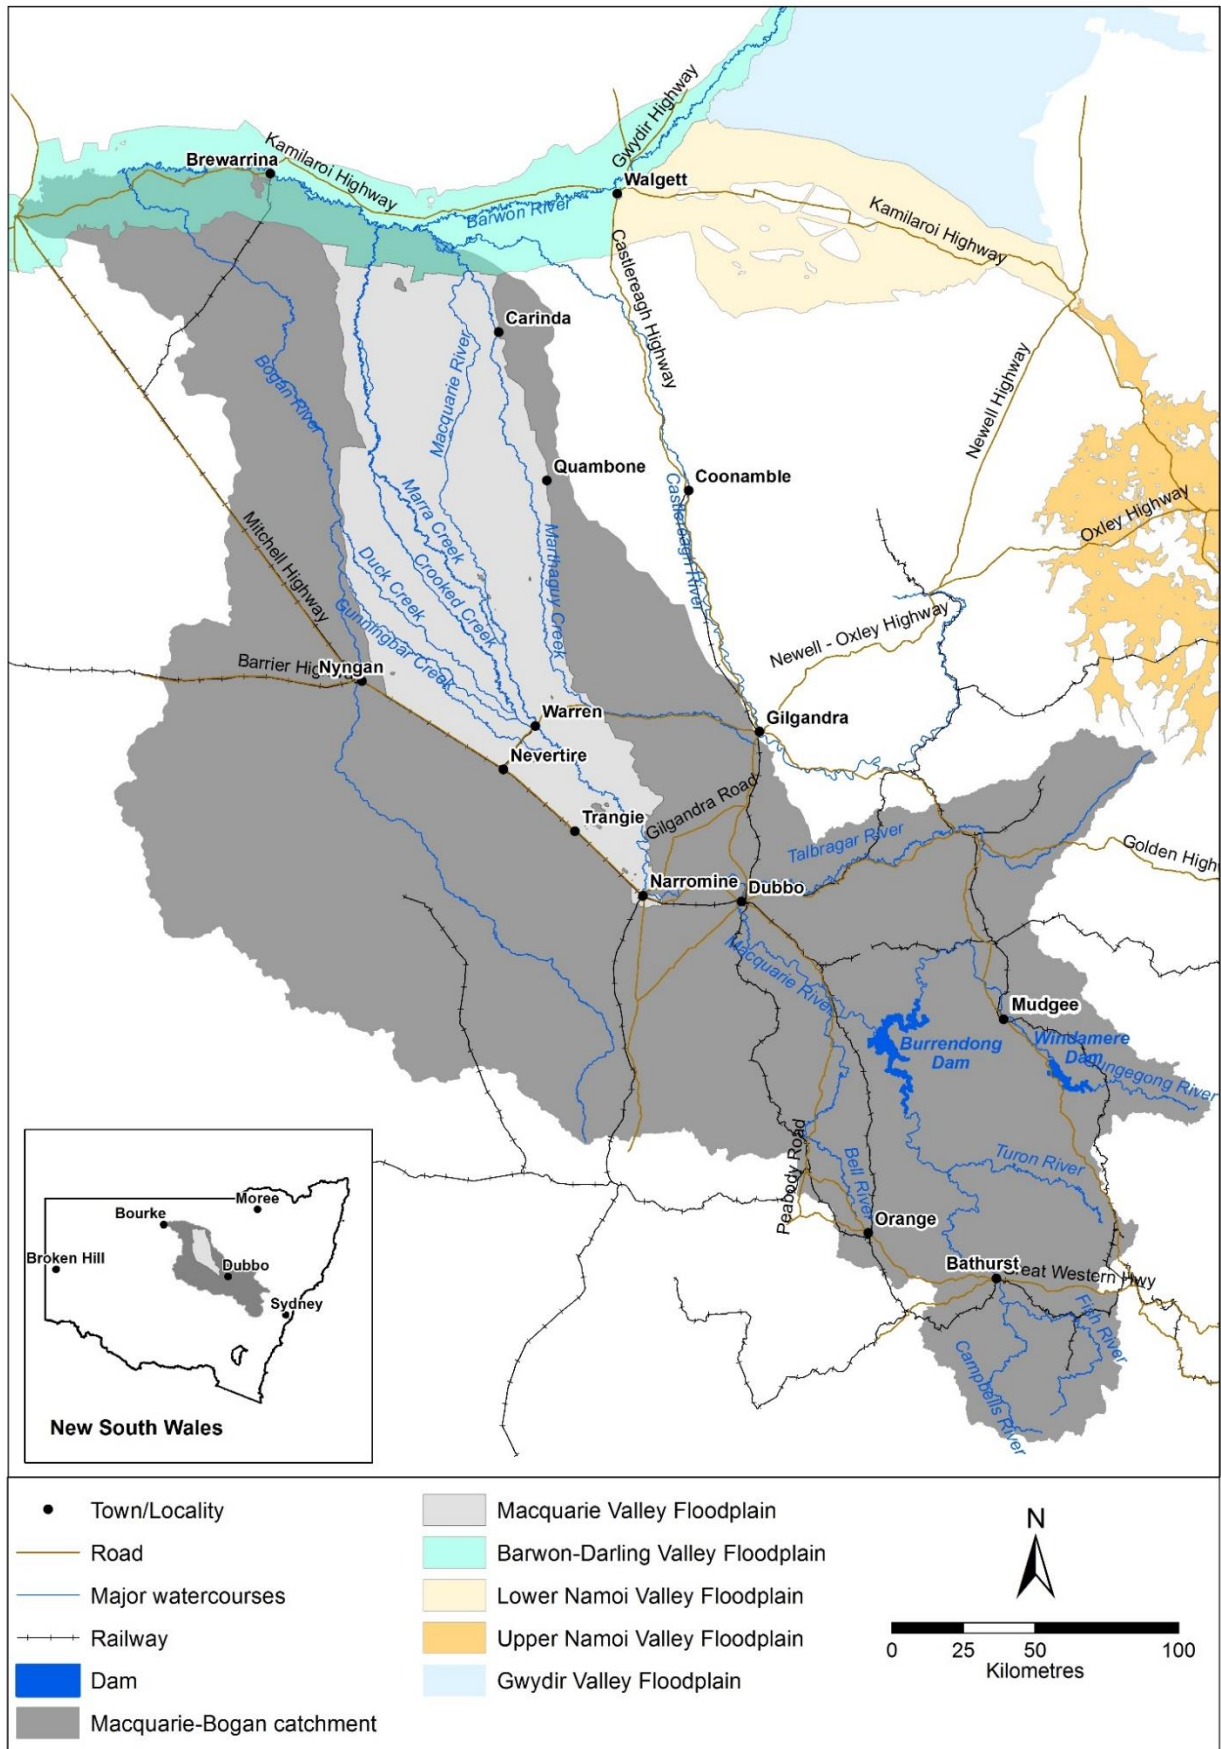 Gwydir Highway
Kamilaroi Highway
Brewarrina
Walgett
Barwon River
Kamilaroi Highway
Castlereagh Highway
Carinda
Macquarie River
Bogan River
Newell Highway
Quambone
Coonamble
Castlereagh River
Oxley Highway
Mitchell Highway
Marra Creek
Crooked Creek
Marthaguy Creek
Duck Creek
Gunningbar Creek
Newell - Oxley Highway
Barrier Hig
Nyngan
Warren
Gilgandra
Nevertire
Trangie
Gilgandra Road
Talbragar River
Golden Highw
Narromine
Dubbo
Macquarie River
Mudgee
Burrendong
Dam
Windamere
Dam
ungegong River
Peabody Road
Bell River
Turon River
Orange
Bathurst
reat Western Hwy
Fish River
Campbells River
Moree
Bourke
Broken Hill
Dubbo
Sydney
New South Wales
Town/Locality
Road
Major watercourses
Railway
Dam
Macquarie-Bogan catchment
Macquarie Valley Floodplain
Barwon-Darling Valley Floodplain
Lower Namoi Valley Floodplain
Upper Namoi Valley Floodplain
Gwydir Valley Floodplain
N
0 25 50 100
Kilometres